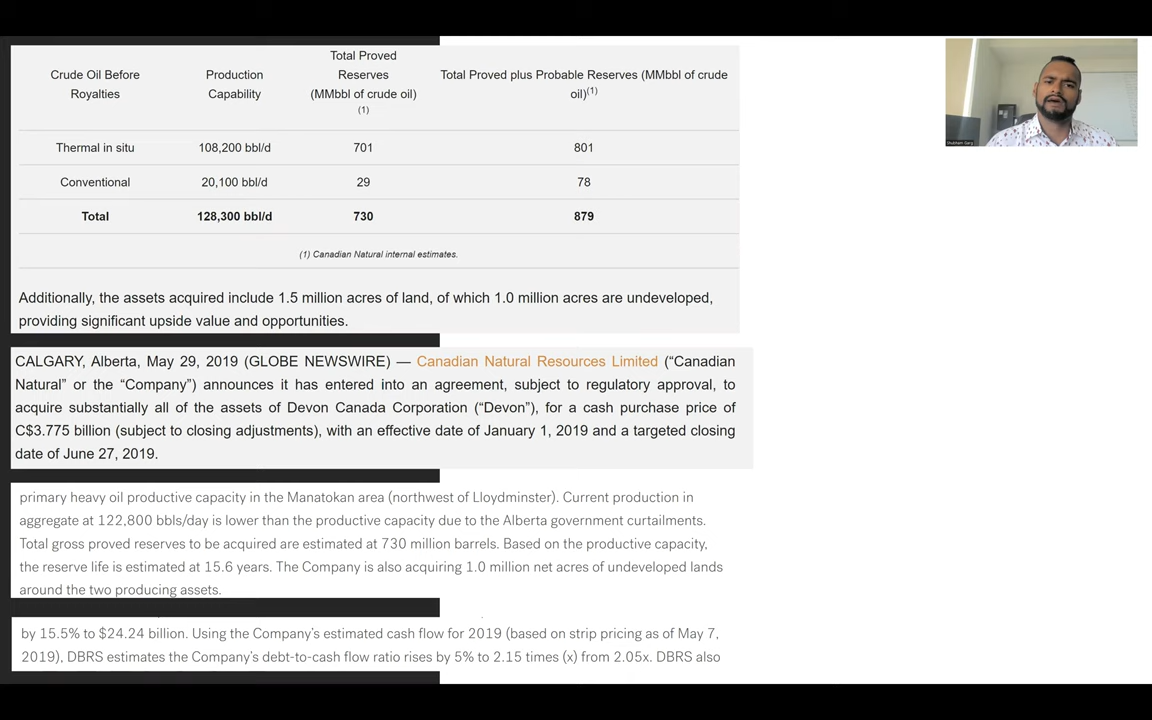 Crude Oil Before
Royalties
Production
Capability
Total Proved
Reserves
(MMbbl of crude oil)
(1)
Total Proved plus Probable Reserves (MMbbl of crude
oil)(1)
Thermal in situ 108,200 bbl/d 701 801
Conventional 20,100 bbl/d 29 78
Total 128,300 bbl/d 730 879
(1) Canadian Natural internal estimates.
Additionally, the assets acquired include 1.5 million acres of land, of which 1.0 million acres are undeveloped,
providing significant upside value and opportunities.
CALGARY, Alberta, May 29, 2019 (GLOBE NEWSWIRE) — Canadian Natural Resources Limited (“Canadian
Natural” or the “Company”) announces it has entered into an agreement, subject to regulatory approval, to
acquire substantially all of the assets of Devon Canada Corporation (“Devon”), for a cash purchase price of
C$3.775 billion (subject to closing adjustments), with an effective date of January 1, 2019 and a targeted closing
date of June 27, 2019.
primary heavy oil productive capacity in the Manatokan area (northwest of Lloydminster). Current production in
aggregate at 122,800 bbls/day is lower than the productive capacity due to the Alberta government curtailments.
Total gross proved reserves to be acquired are estimated at 730 million barrels. Based on the productive capacity,
the reserve life is estimated at 15.6 years. The Company is also acquiring 1.0 million net acres of undeveloped lands
around the two producing assets.
by 15.5% to $24.24 billion. Using the Company's estimated cash flow for 2019 (based on strip pricing as of May 7,
2019), DBRS estimates the Company's debt-to-cash flow ratio rises by 5% to 2.15 times (x) from 2.05x. DBRS also
Shubham Garg